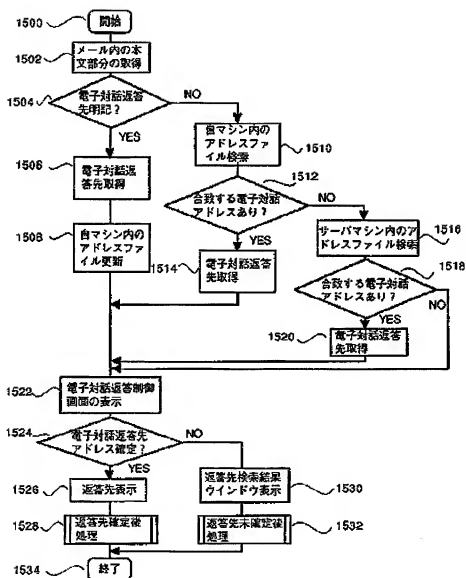 1500
開始
1502
メール内の本
文部分の取得
1504
電子対話返答
先明記?
NO
YES
1506
電子対話返
答先取得
1508
自マシン内の
アドレスファ
イル更新
自マシン内の
アドレスファ
イル検索
1510
1512
合致する電子対話
アドレスあり?
NO
YES
1514
電子対話返答
先取得
サーバマシン内のア
ドレスファイル検索
1516
1518
合致する電子対話
アドレスあり?
NO
YES
1520
電子対話返答
先取得
1522
電子対話返答制御
画面の表示
1524
電子対話返答先
アドレス確定?
NO
YES
1526
返答先表示
1528
返答先確定後
処理
返答先検索結果
ウインドウ表示
1530
返答先未確定後
処理
1532
1534
終了